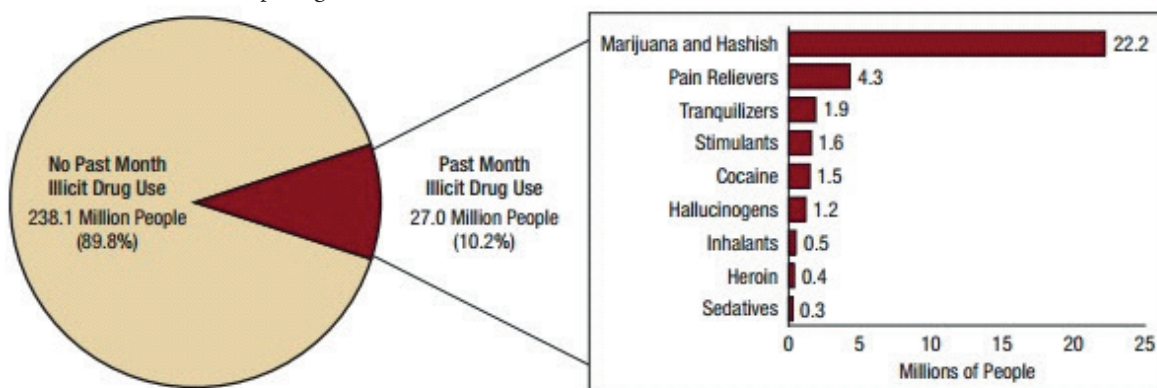 No Past Month
Illicit Drug Use
238.1 Million People
(89.8%)
Past Month
Illicit Drug Use
27.0 Million People
(10.2%)
Marijuana and Hashish 22.2
Pain Relievers 4.3
Tranquilizers 1.9
Stimulants 1.6
Cocaine 1.5
Hallucinogens 1.2
Inhalants 0.5
Heroin 0.4
Sedatives 0.3
0 5 10 15 20 25
Millions of People